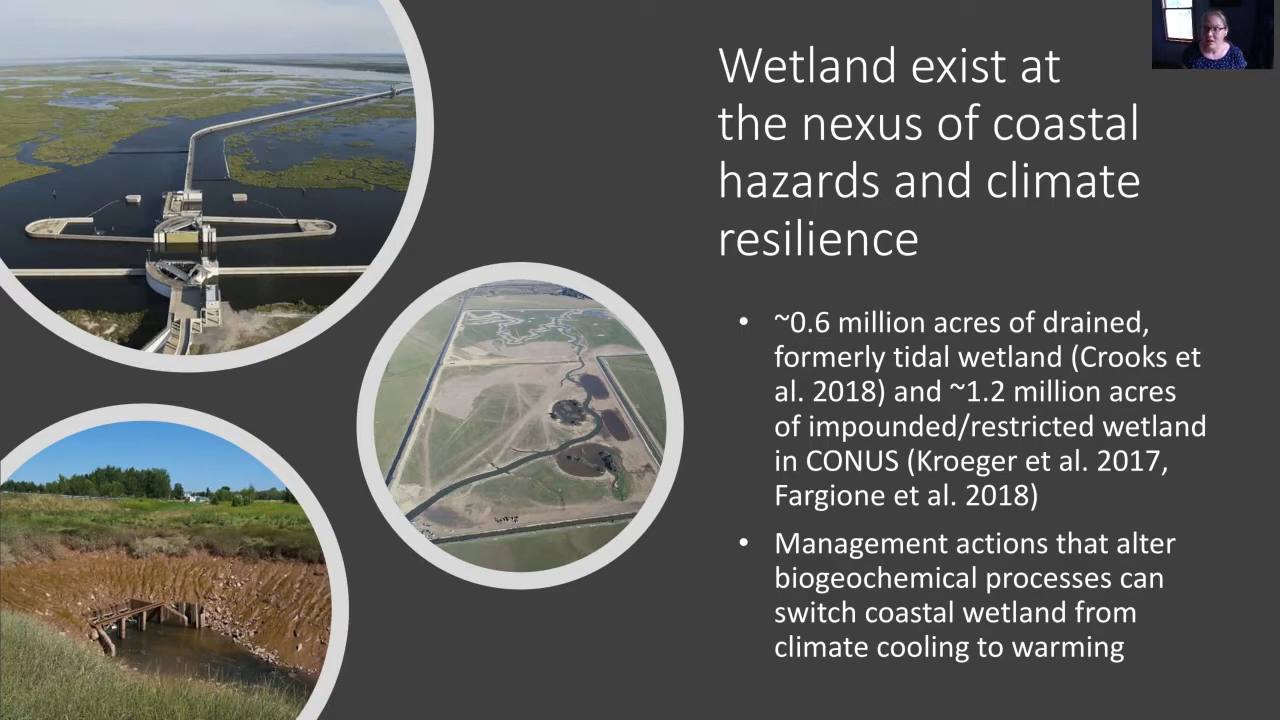 Wetland exist at
the nexus of coastal
hazards and climate
resilience
• ~0.6 million acres of drained,
formerly tidal wetland (Crooks et
al. 2018) and ~1.2 million acres
of impounded/restricted wetland
in CONUS (Kroeger et al. 2017,
Fargione et al. 2018)
• Management actions that alter
biogeochemical processes can
switch coastal wetland from
climate cooling to warming